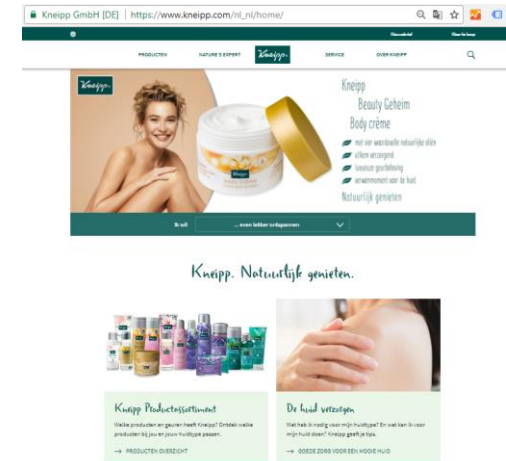 Kneipp GmbH [DE] | https://www.kneipp.com/nl_nl/home/
PRODUCTEN NATURE'S EXPERT Kneipp. SERVICE OVER KNEIPP
Kneipp.
Kneipp
Beauty Geheim
Body crème
met vier waardevolle natuurlijke oliën
ultiem verzorgend
luxueuze geurbeleving
verwenmoment voor de huid
Natuurlijk genieten
Ik wil ... even lekker ontspannen
Kneipp. Natuurlijk genieten.
Kneipp Productassortiment
Welke producten en geuren heeft Kneipp? Ontdek welke
producten bij jou en jouw huidtype passen.
→ PRODUCTEN OVERZICHT
De huid verzorgen
Wat heb ik nodig voor mijn huidtype? En wat kan ik voor
mijn huid doen? Kneipp geeft je tips.
→ GOEDE ZORG VOOR EEN MOOIE HUID